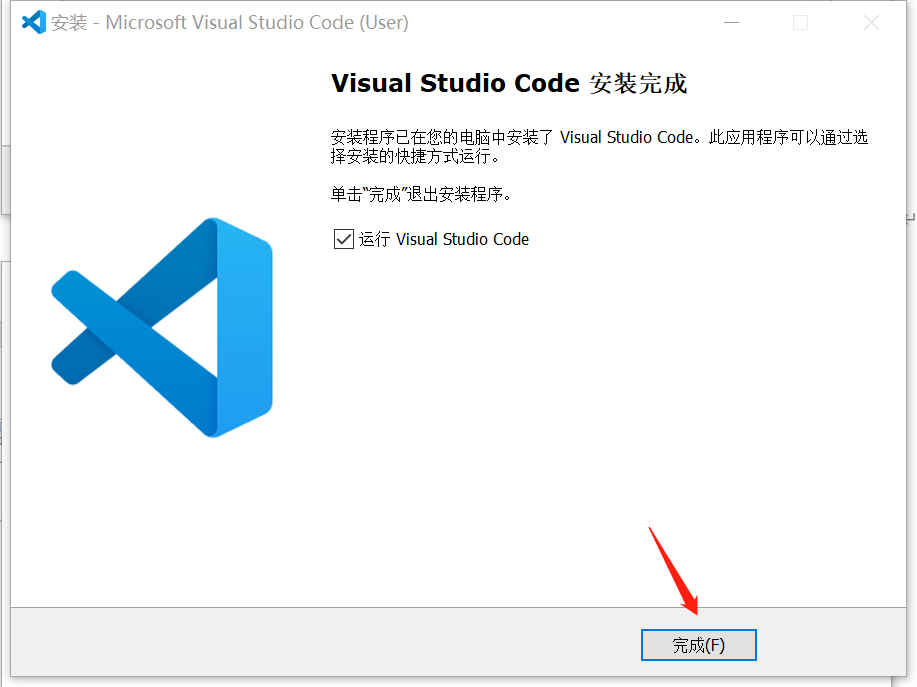 安装 - Microsoft Visual Studio Code (User)
Visual Studio Code 安装完成
安装程序已在您的电脑中安装了 Visual Studio Code。此应用程序可以通过选
择安装的快捷方式运行。
单击“完成”退出安装程序。
运行 Visual Studio Code
完成(F)